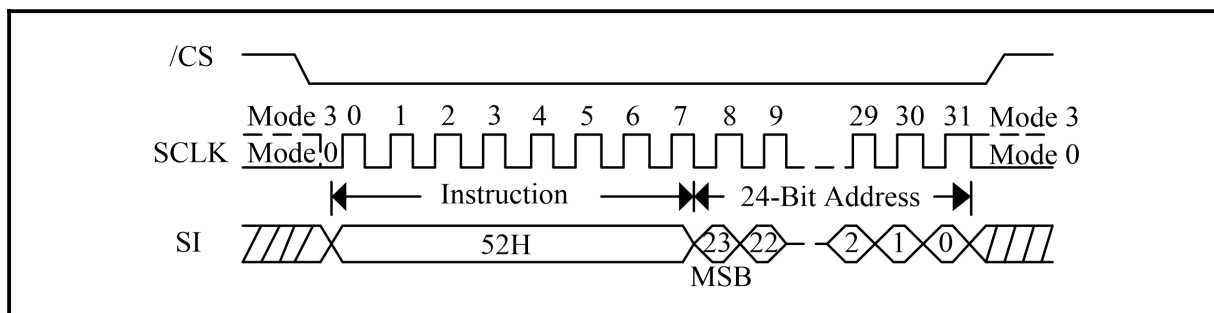 /CS
Mode 3 0 1 2 3 4 5 6 7 8 9 29 30 31 Mode 3
SCLK Mode 0 Mode 0
Instruction 24-Bit Address
SI 52H 23 22 2 1 0
MSB